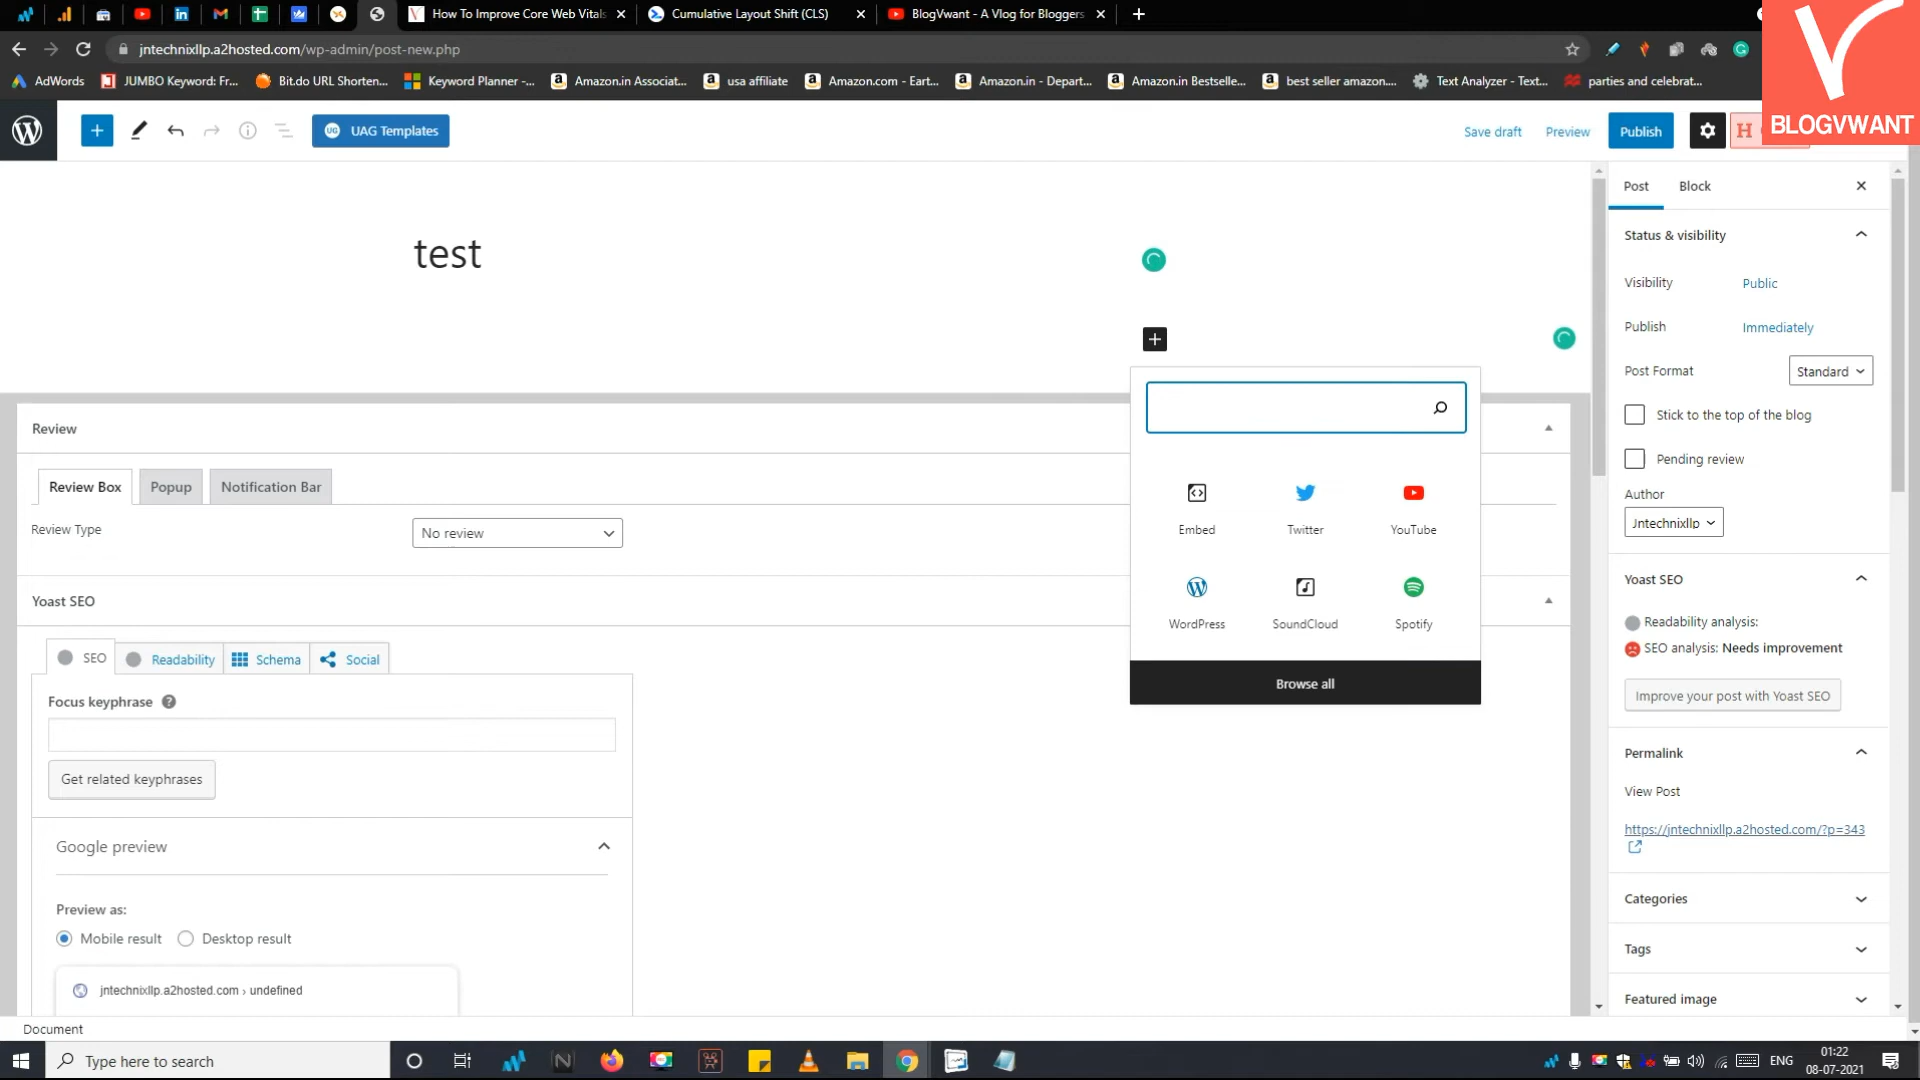 How To Improve Core Web Vitals
Cumulative Layout Shift (CLS)
BlogVwant - A Vlog for Bloggers
jntechnixllp.a2hosted.com/wp-admin/post-new.php
AdWords
JUMBO Keyword: Fr...
Bit.do URL Shorten...
Keyword Planner -...
Amazon.in Associat...
usa affiliate
Amazon.com - Eart...
Amazon.in - Depart...
Amazon.in Bestselle...
best seller amazon....
Text Analyzer - Text...
parties and celebrat...
BLOGVWANT
UAG Templates
Save draft
Preview
Publish
H
test
Post
Block
Status & visibility
Visibility
Public
Publish
Immediately
Post Format
Standard
Stick to the top of the blog
Pending review
Author
Jntechnixllp
Review
Review Box
Popup
Notification Bar
Review Type
No review
Embed
Twitter
YouTube
WordPress
SoundCloud
Spotify
Browse all
Yoast SEO
SEO
Readability
Schema
Social
Focus keyphrase
Get related keyphrases
Google preview
Preview as:
Mobile result
Desktop result
jntechnixllp.a2hosted.com › undefined
Yoast SEO
Readability analysis:
SEO analysis: Needs improvement
Improve your post with Yoast SEO
Permalink
View Post
https://jntechnixllp.a2hosted.com/?p=343
Categories
Tags
Featured image
Document
Type here to search
ENG
01:22
08-07-2021